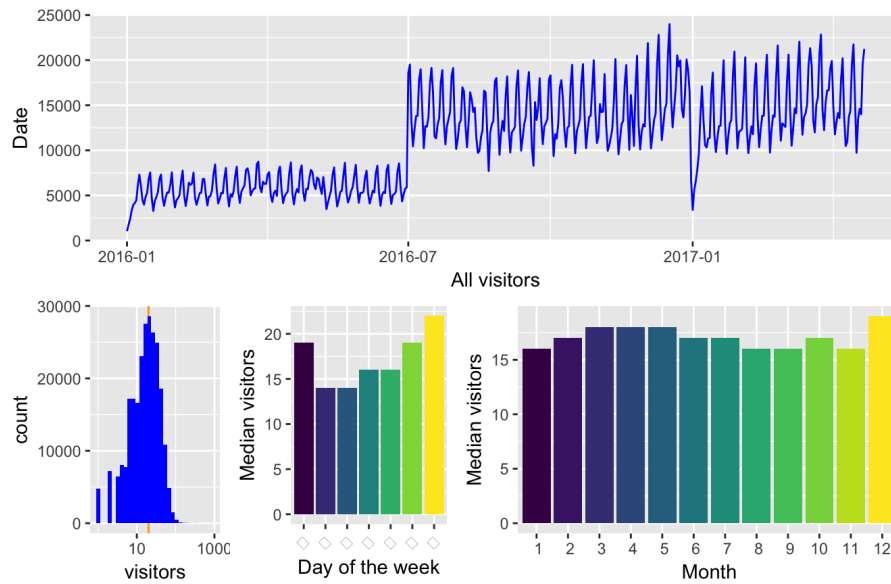 25000
20000
15000
10000
5000
0
Date
2016-01 2016-07 2017-01
All visitors
30000
20000
10000
0
count
10 1000
visitors
20
15
10
5
0
Median visitors
Day of the week
15
10
5
0
Median visitors
1 2 3 4 5 6 7 8 9 10 11 12
Month